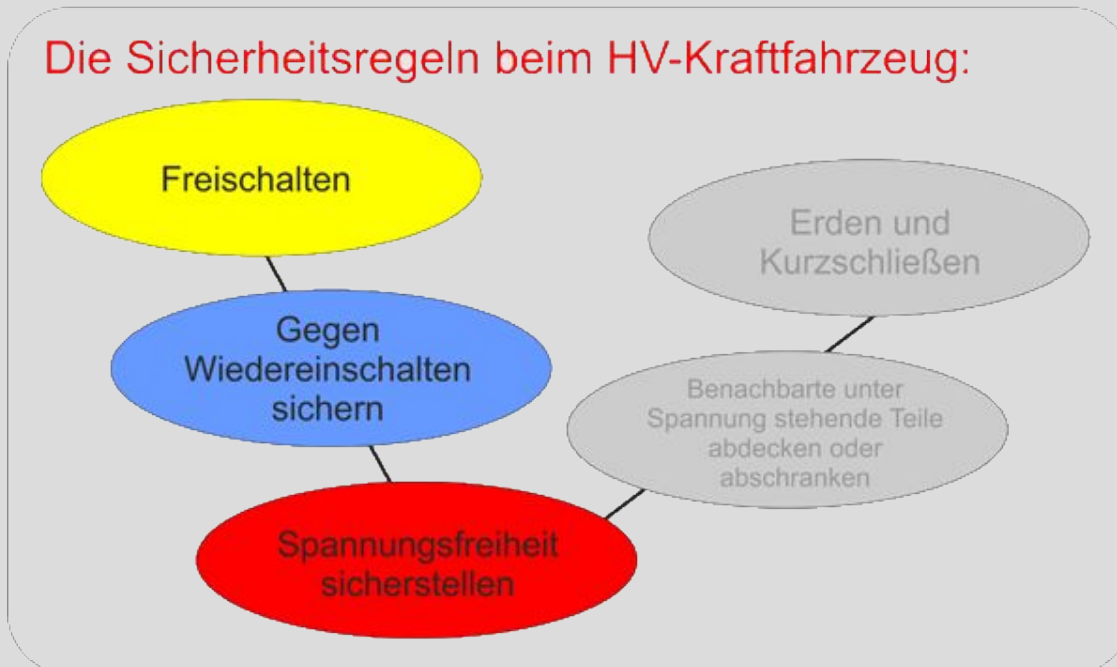 Die Sicherheitsregeln beim HV-Kraftfahrzeug:
Freischalten
Gegen
Wiedereinschalten
sichern
Spannungsfreiheit
sicherstellen
Benachbarte unter
Spannung stehende Teile
abdecken oder
abschranken
Erden und
Kurzschließen